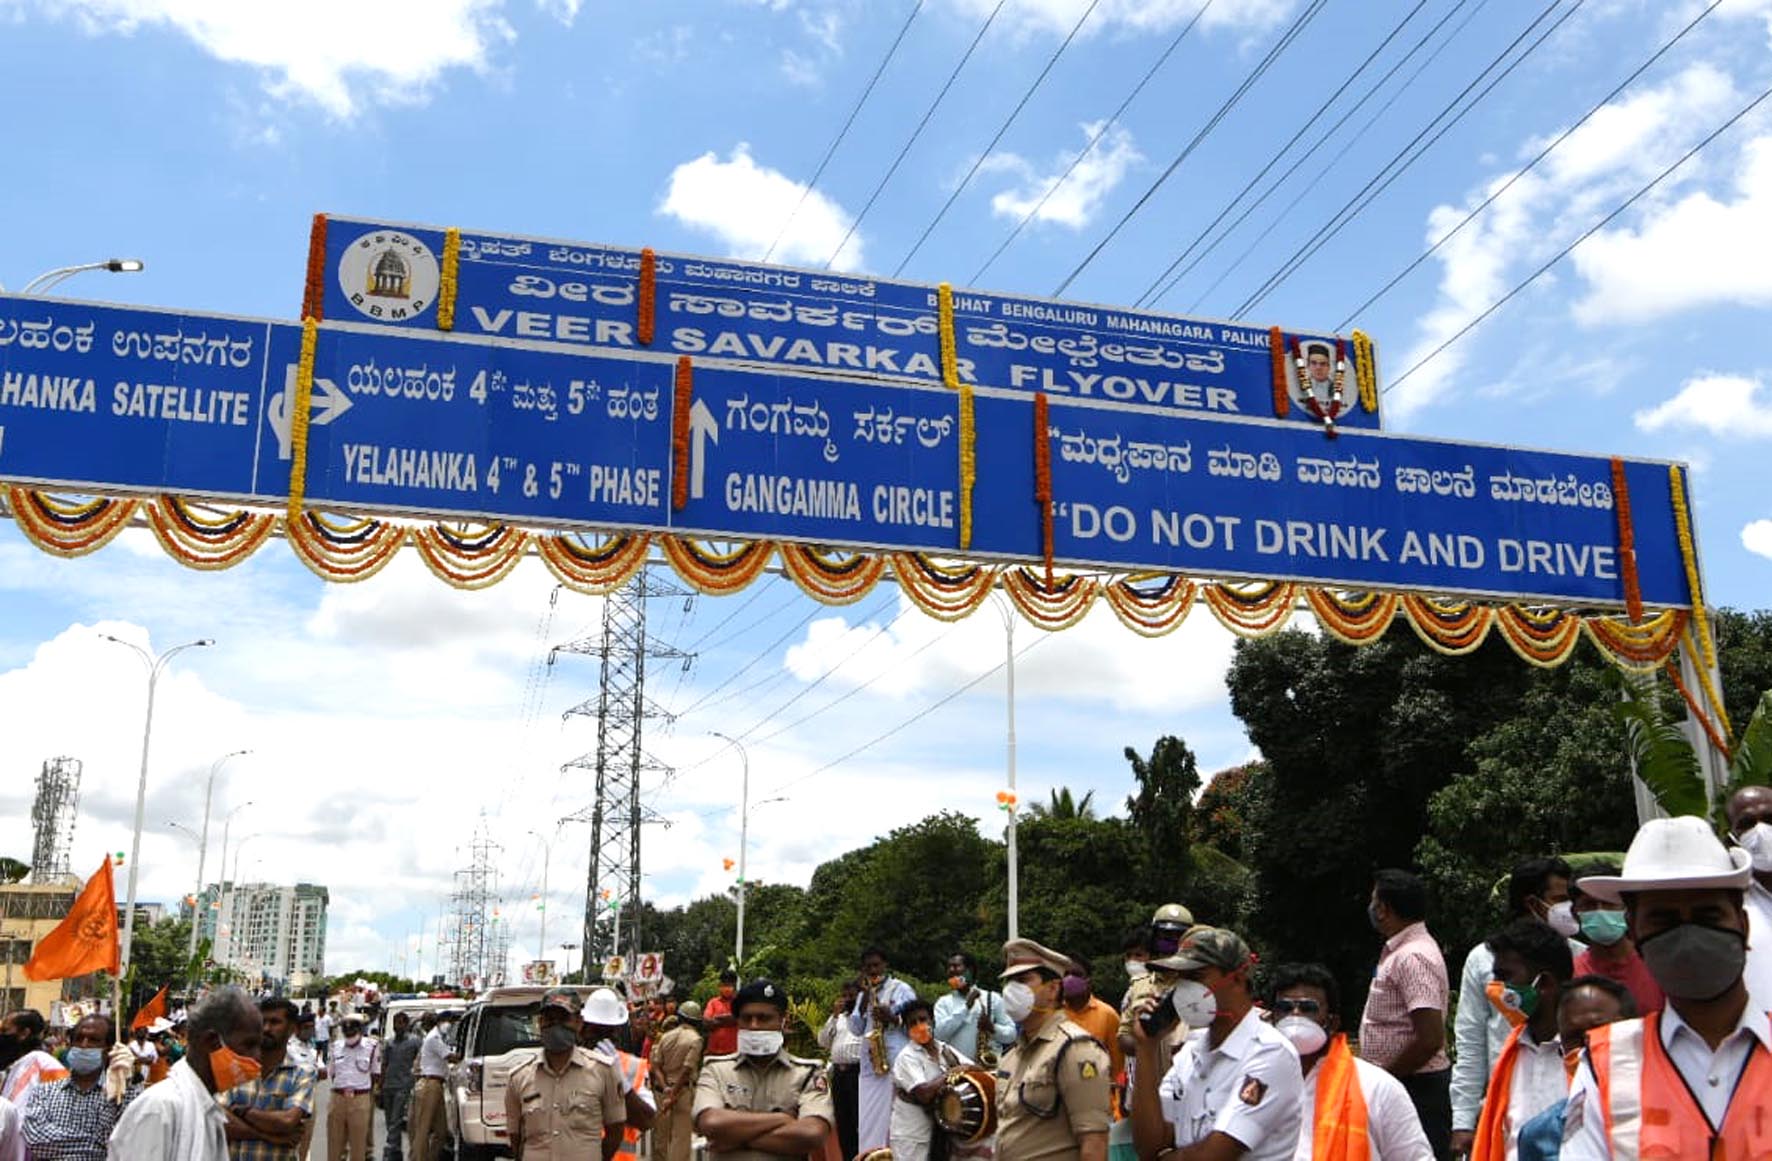 ಬೃಹತ್ ಬೆಂಗಳೂರು ಮಹಾನಗರ ಪಾಲಿಕೆ BRUHAT BENGALURU MAHANAGARA PALIKE
ವೀರ ಸಾವರ್ಕರ್ ಮೇಲ್ಸೇತುವೆ
VEER SAVARKAR FLYOVER
BBMP
ಲಹಂಕ ಉಪನಗರ
HANKA SATELLITE
ಯಲಹಂಕ 4ನೇ ಮತ್ತು 5ನೇ ಹಂತ
YELAHANKA 4TH & 5TH PHASE
ಗಂಗಮ್ಮ ಸರ್ಕಲ್
GANGAMMA CIRCLE
"ಮಧ್ಯಪಾನ ಮಾಡಿ ವಾಹನ ಚಾಲನೆ ಮಾಡಬೇಡಿ
"DO NOT DRINK AND DRIVE